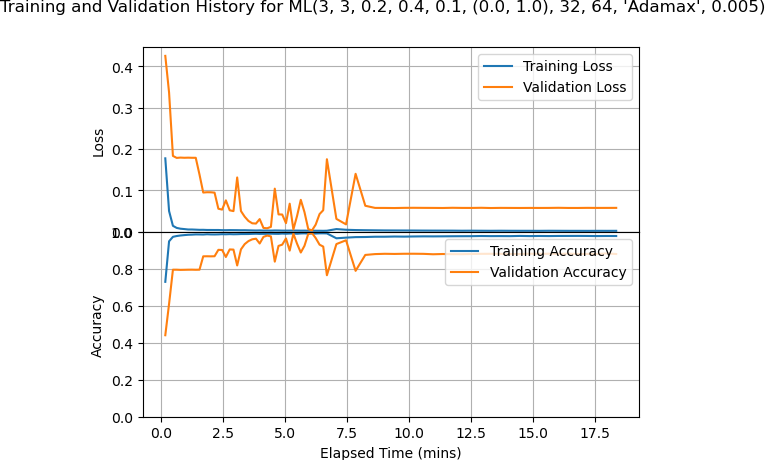 Training and Validation History for ML(3, 3, 0.2, 0.4, 0.1, (0.0, 1.0), 32, 64, 'Adamax', 0.005)
0.4
0.3
0.2
0.1
0.0
Loss
Training Loss
Validation Loss
1.0
0.8
0.6
0.4
0.2
0.0
Accuracy
Training Accuracy
Validation Accuracy
0.0 2.5 5.0 7.5 10.0 12.5 15.0 17.5
Elapsed Time (mins)